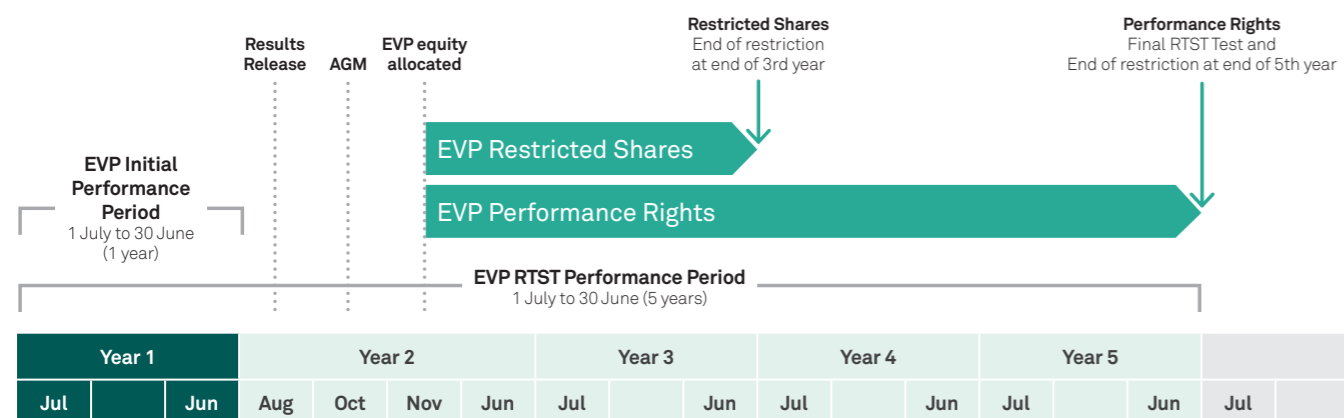 Restricted Shares
End of restriction
at end of 3rd year
Performance Rights
Final RTST Test and
End of restriction at end of 5th year
Results
Release
AGM
EVP equity
allocated
EVP Restricted Shares
EVP Initial
Performance
Period
1 July to 30 June
(1 year)
EVP Performance Rights
EVP RTST Performance Period
1 July to 30 June (5 years)
Year 1 Year 2 Year 3 Year 4 Year 5
Jul Jun Aug Oct Nov Jun Jul Jun Jul Jun Jul Jun Jul